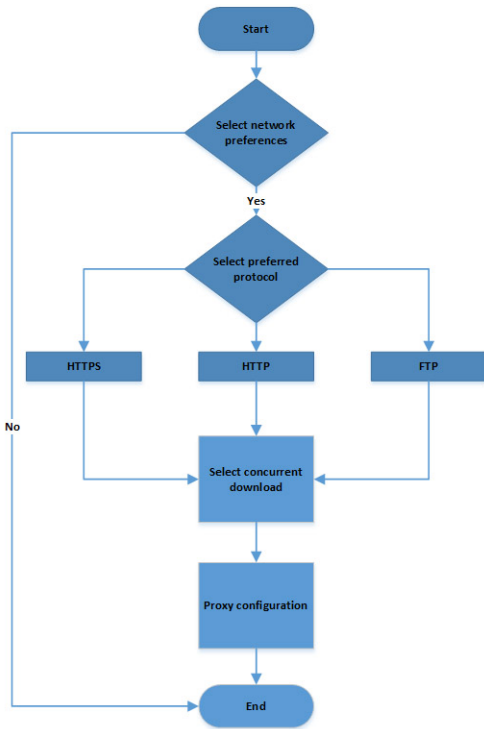 Start
Select network
preferences
Yes
Select preferred
protocol
HTTPS
HTTP
FTP
No
Select concurrent
download
Proxy configuration
End